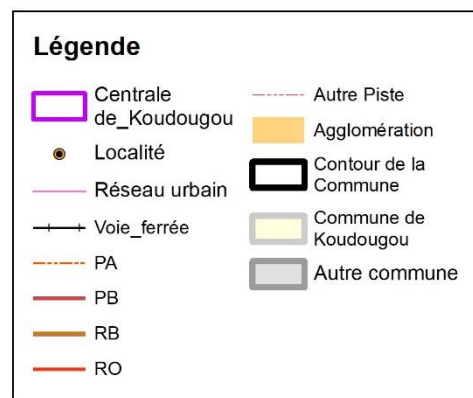 Légende
Centrale
de_Koudougou
Localité
Réseau urbain
Voie_ferrée
PA
PB
RB
RO
Autre Piste
Agglomération
Contour de la
Commune
Commune de
Koudougou
Autre commune